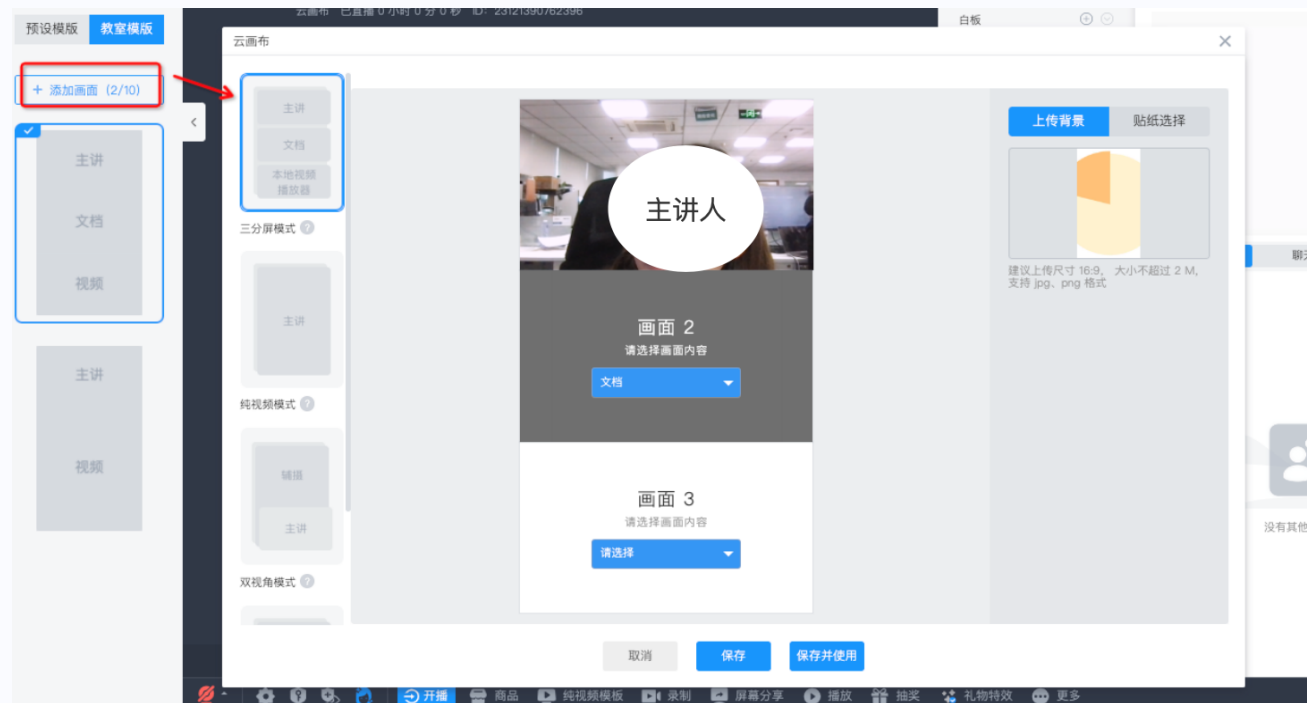 云画布 已直播 0 小时 0 分 0 秒 ID: 23121390762396
预设模版 教室模版
白板
云画布
+ 添加画面 (2/10)
主讲
文档
视频
主讲
视频
主讲
文档
本地视频
播放器
三分屏模式 ?
主讲
纯视频模式 ?
辅摄
主讲
双视角模式 ?
主讲人
画面 2
请选择画面内容
文档
画面 3
请选择画面内容
请选择
上传背景 贴纸选择
建议上传尺寸 16:9, 大小不超过 2 M,
支持 jpg、png 格式
没有其他
取消 保存 保存并使用
开播 商品 纯视频模板 录制 屏幕分享 播放 抽奖 礼物特效 更多